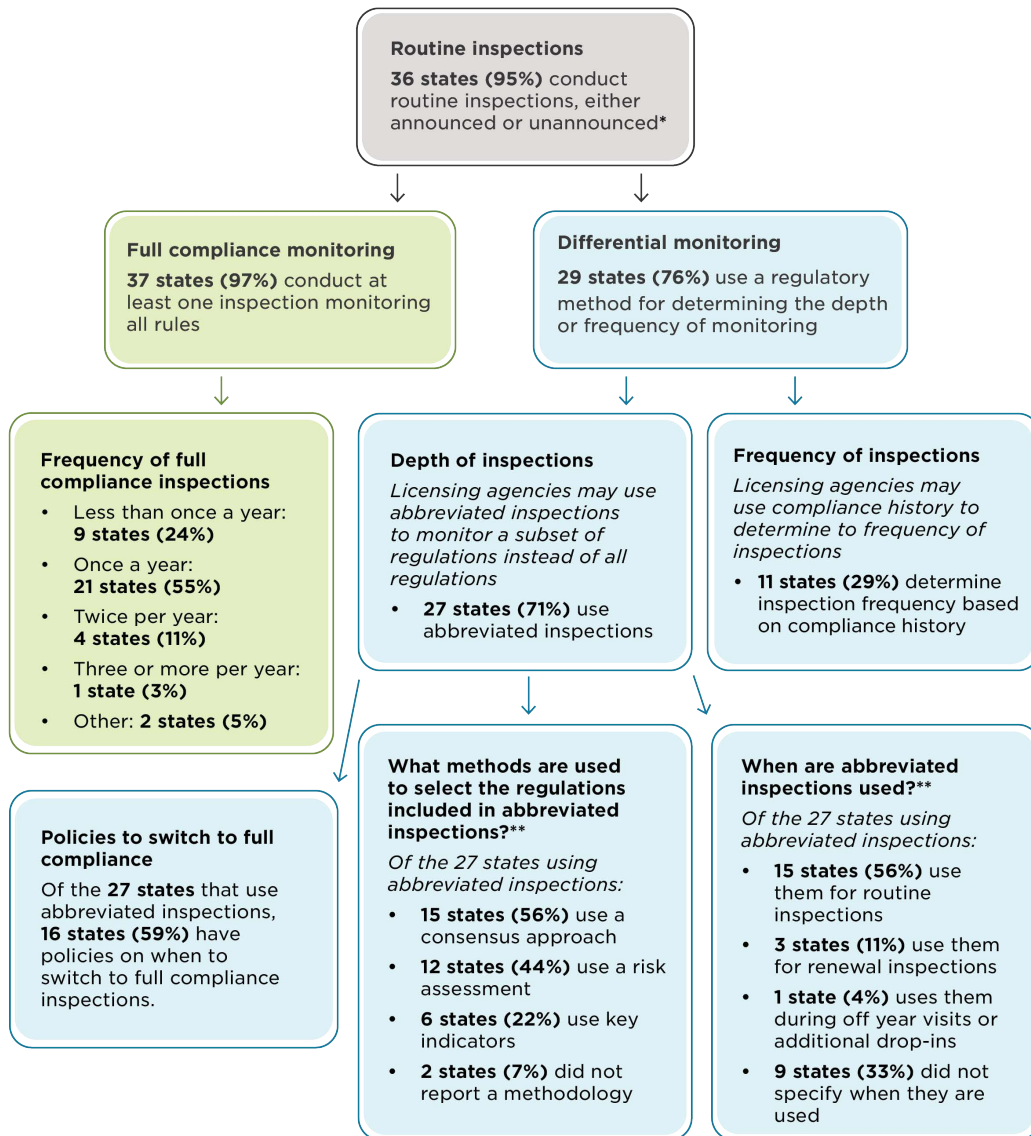 Routine inspections
36 states (95%) conduct
routine inspections, either
announced or unannounced*
Full compliance monitoring
37 states (97%) conduct at
least one inspection monitoring
all rules
Differential monitoring
29 states (76%) use a regulatory
method for determining the depth
or frequency of monitoring
Frequency of full
compliance inspections
• Less than once a year:
9 states (24%)
• Once a year:
21 states (55%)
• Twice per year:
4 states (11%)
• Three or more per year:
1 state (3%)
• Other: 2 states (5%)
Depth of inspections
Licensing agencies may use
abbreviated inspections
to monitor a subset of
regulations instead of all
regulations
• 27 states (71%) use
abbreviated inspections
Frequency of inspections
Licensing agencies may
use compliance history to
determine to frequency of
inspections
• 11 states (29%) determine
inspection frequency based
on compliance history
Policies to switch to full
compliance
Of the 27 states that use
abbreviated inspections,
16 states (59%) have
policies on when to
switch to full compliance
inspections.
What methods are used
to select the regulations
included in abbreviated
inspections?**
Of the 27 states using
abbreviated inspections:
• 15 states (56%) use a
consensus approach
• 12 states (44%) use a risk
assessment
• 6 states (22%) use key
indicators
• 2 states (7%) did not
report a methodology
When are abbreviated
inspections used?**
Of the 27 states using
abbreviated inspections:
• 15 states (56%) use
them for routine
inspections
• 3 states (11%) use them
for renewal inspections
• 1 state (4%) uses them
during off year visits or
additional drop-ins
• 9 states (33%) did not
specify when they are
used